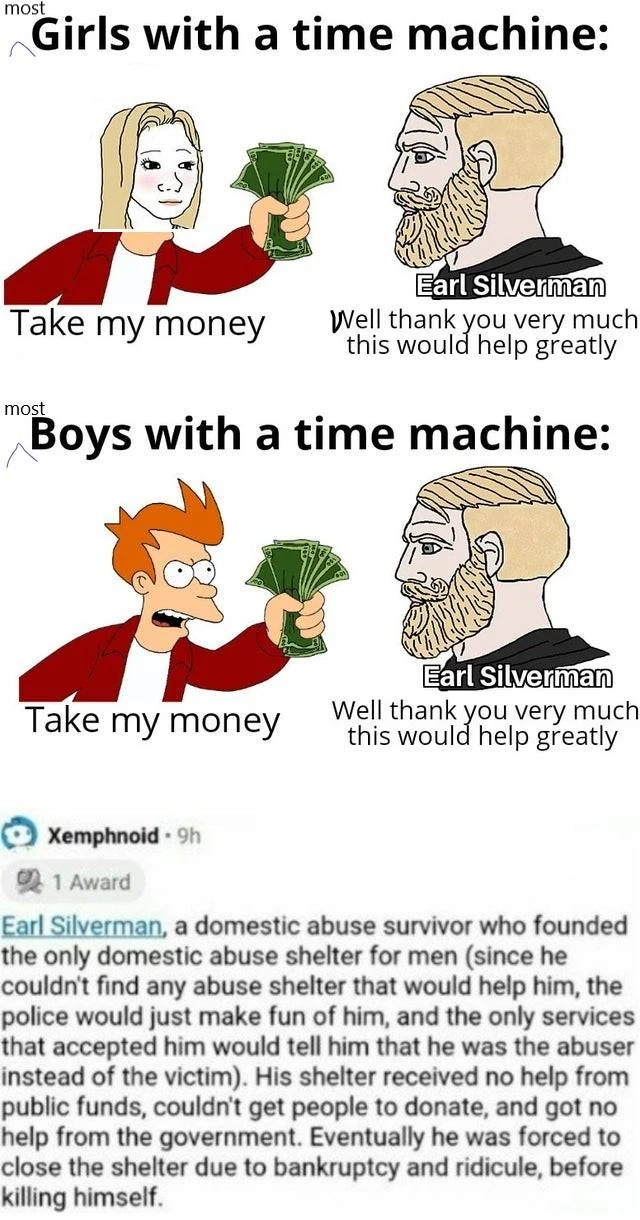 most
Girls with a time machine:
Earl Silverman
Take my money
Well thank you very much
this would help greatly
most
Boys with a time machine:
Earl Silverman
Take my money
Well thank you very much
this would help greatly
Xemphnoid · 9h
1 Award
Earl Silverman, a domestic abuse survivor who founded
the only domestic abuse shelter for men (since he
couldn't find any abuse shelter that would help him, the
police would just make fun of him, and the only services
that accepted him would tell him that he was the abuser
instead of the victim). His shelter received no help from
public funds, couldn't get people to donate, and got no
help from the government. Eventually he was forced to
close the shelter due to bankruptcy and ridicule, before
killing himself.